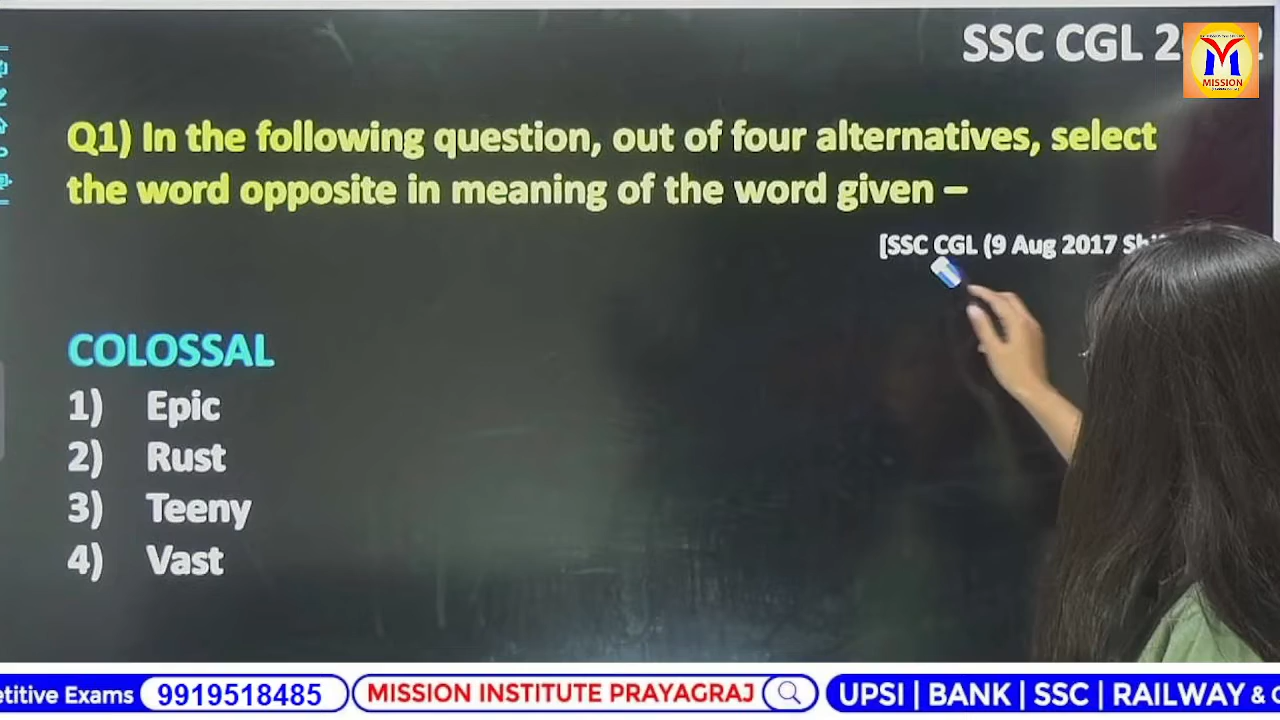 SSC CGL 2
MISSION
Q1) In the following question, out of four alternatives, select
the word opposite in meaning of the word given –
[SSC CGL (9 Aug 2017
COLOSSAL
1) Epic
2) Rust
3) Teeny
4) Vast
etitive Exams 9919518485 MISSION INSTITUTE PRAYAGRAJ UPSI | BANK | SSC | RAILWAY &